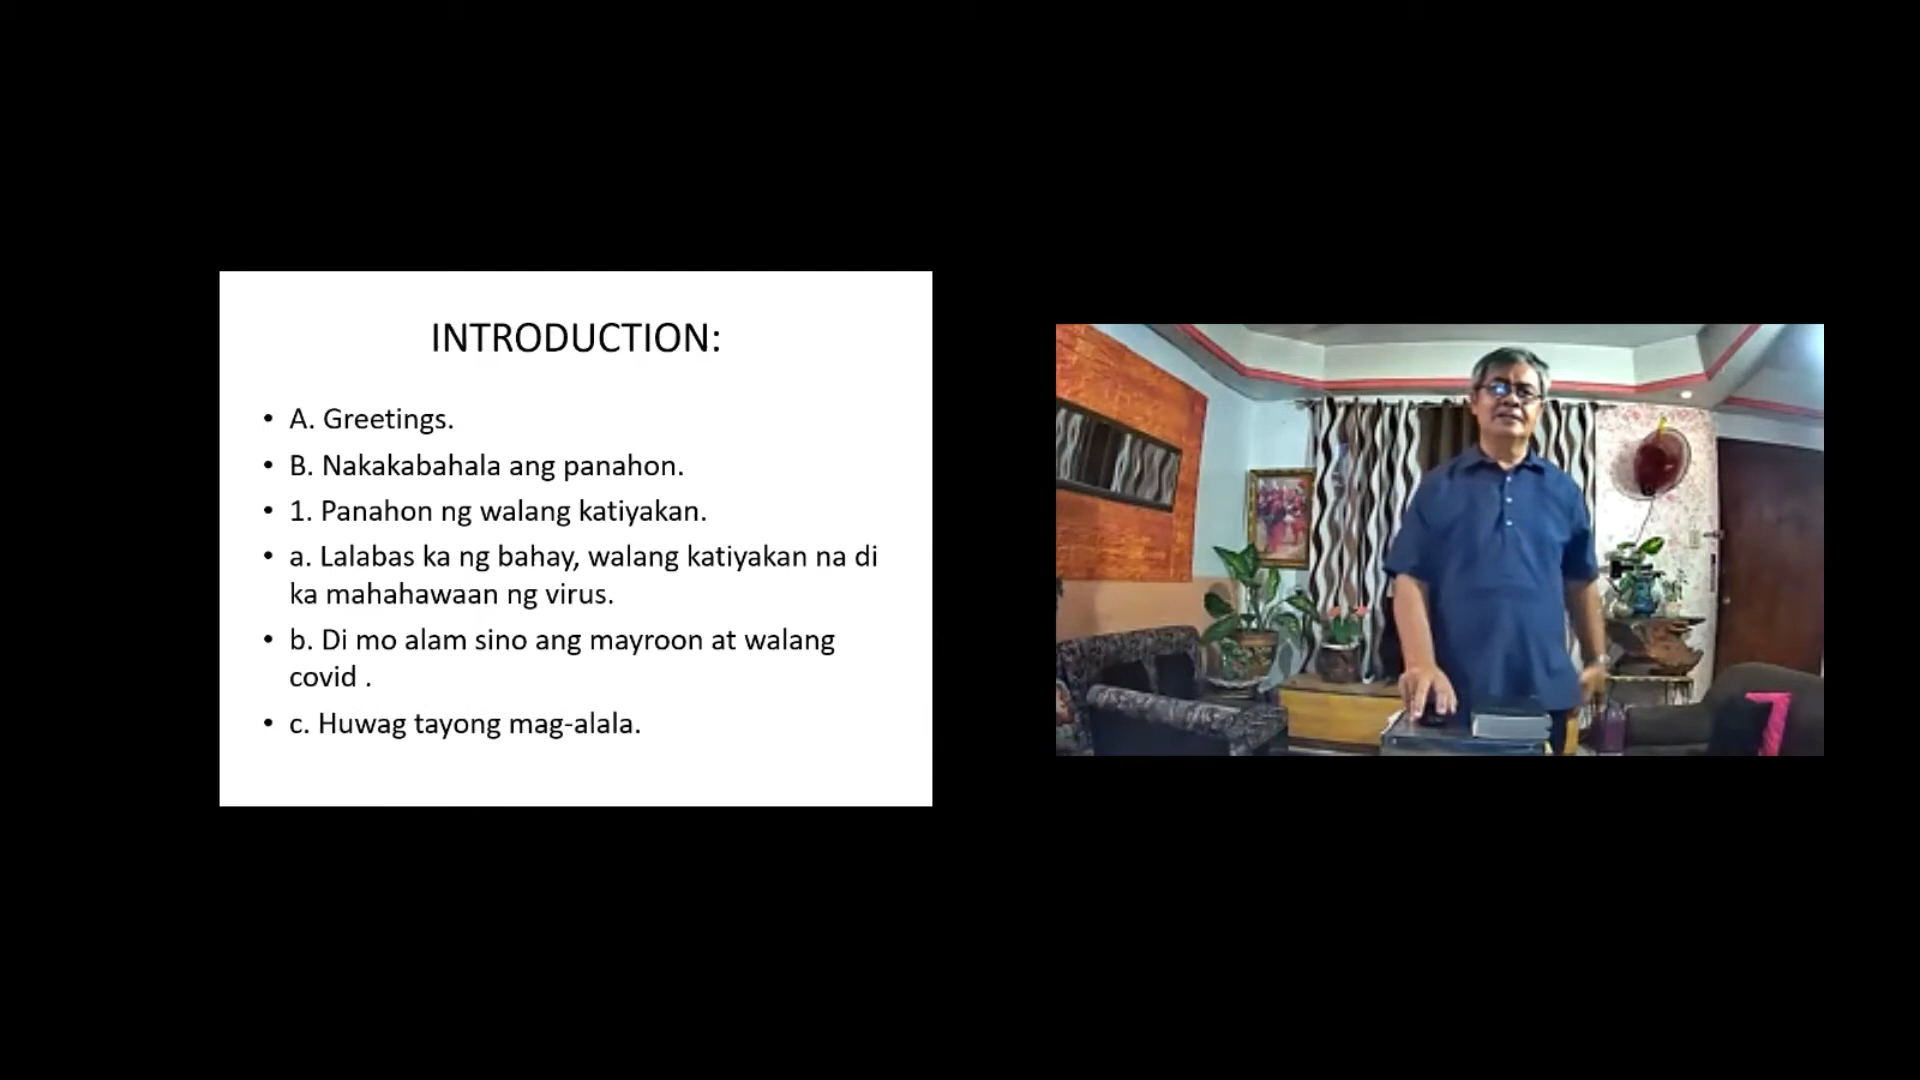 INTRODUCTION:
• A. Greetings.
• B. Nakakabahala ang panahon.
• 1. Panahon ng walang katiyakan.
• a. Lalabas ka ng bahay, walang katiyakan na di
ka mahahawaan ng virus.
• b. Di mo alam sino ang mayroon at walang
covid .
• c. Huwag tayong mag-alala.